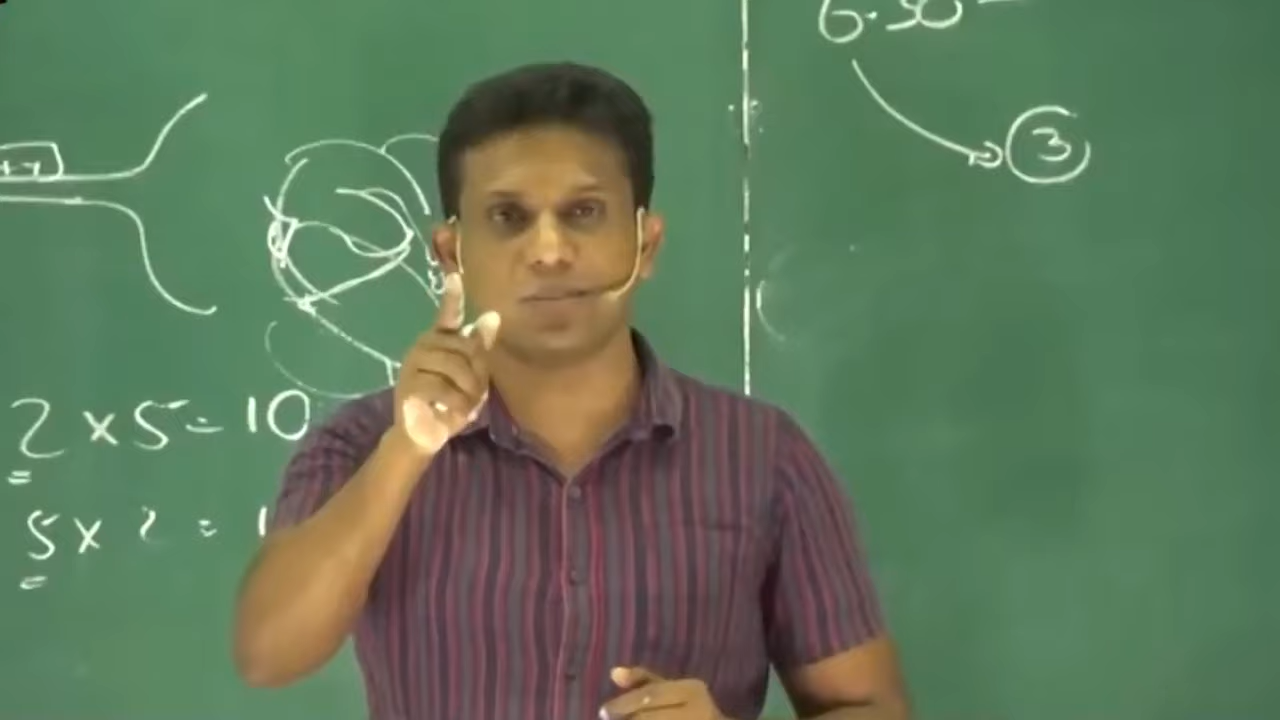 6.30 -
3
2 x 5 = 10
5 x 2 = 1